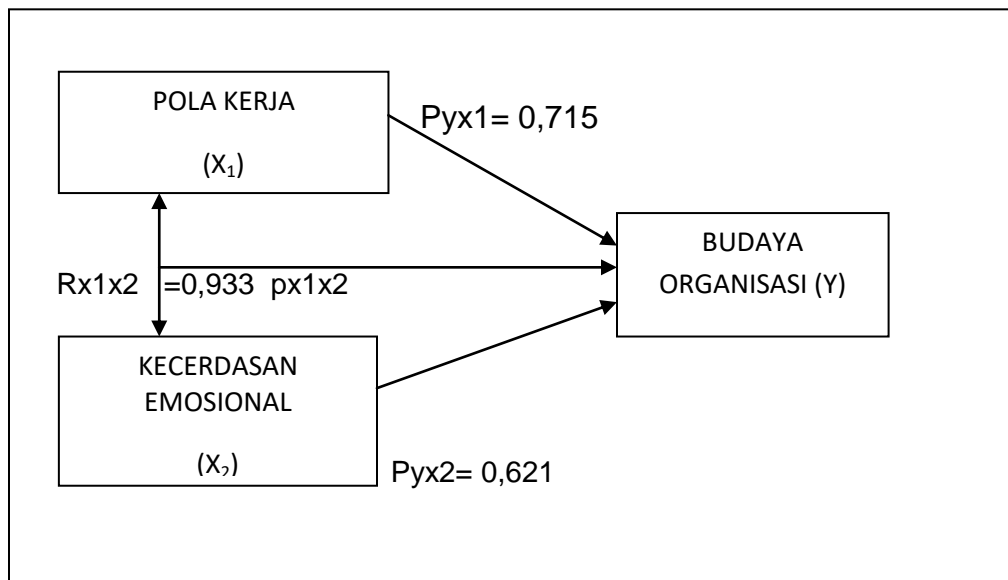 POLA KERJA
(X₁)
Pyx1= 0,715
BUDAYA
ORGANISASI (Y)
Rx1x2 =0,933 px1x2
KECERDASAN
EMOSIONAL
(X₂)
Pyx2= 0,621